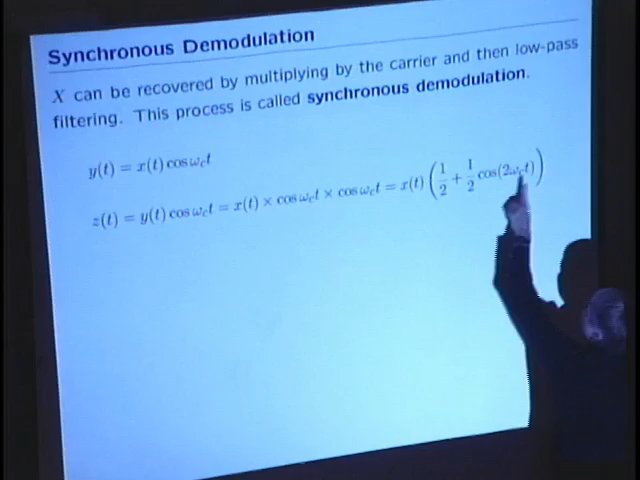 Synchronous Demodulation
X can be recovered by multiplying by the carrier and then low-pass
filtering. This process is called synchronous demodulation.
y(t) = x(t) cos ω_c t
z(t) = y(t) cos ω_c t = x(t) × cos ω_c t × cos ω_c t = x(t) (1/2 + 1/2 cos(2ω_c t))